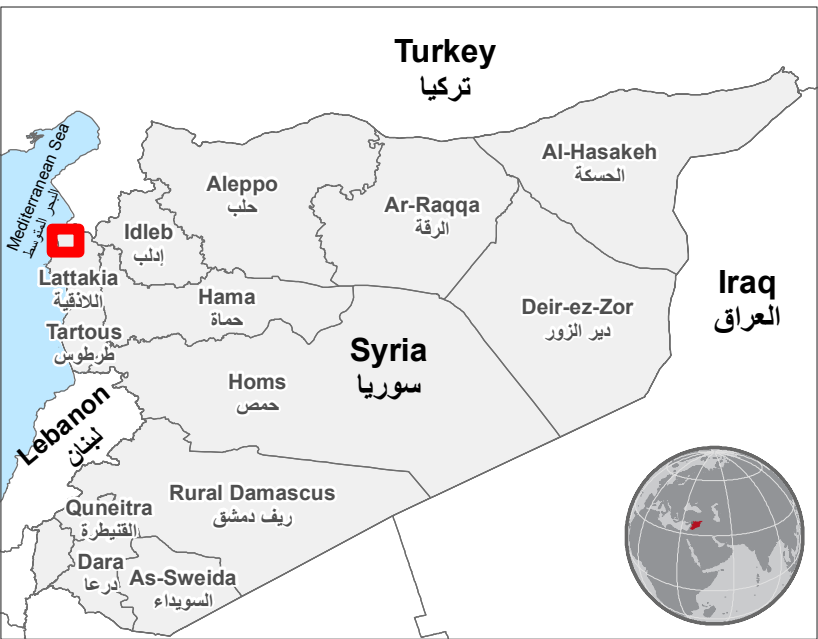 Turkey
تركيا
Mediterranean Sea
البحر المتوسط
Al-Hasakeh
الحسكة
Aleppo
حلب
Ar-Raqqa
الرقة
Idleb
إدلب
Lattakia
اللاذقية
Hama
حماة
Deir-ez-Zor
دير الزور
Iraq
العراق
Tartous
طرطوس
Syria
سوريا
Homs
حمص
Lebanon
لبنان
Rural Damascus
ريف دمشق
Quneitra
القنيطرة
Dara
درعا
As-Sweida
السويداء